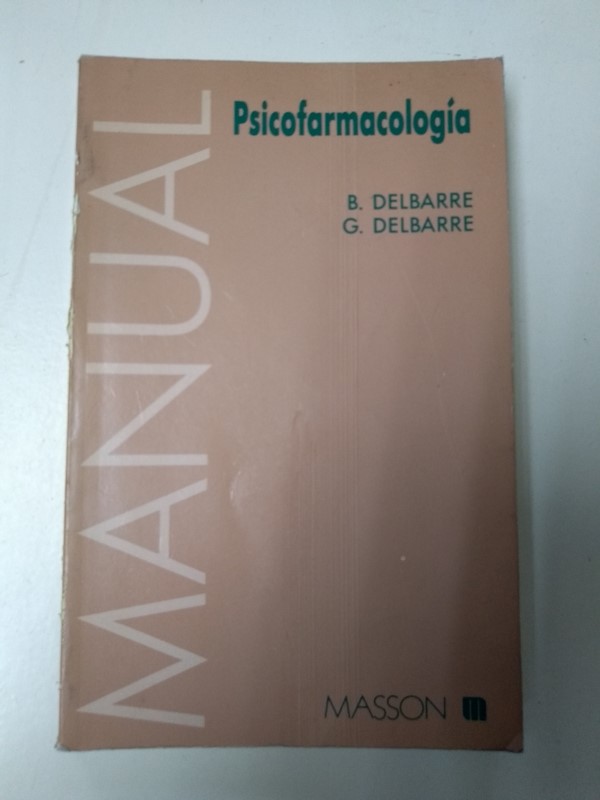 MANUAL
Psicofarmacología
B. DELBARRE
G. DELBARRE
MASSON m